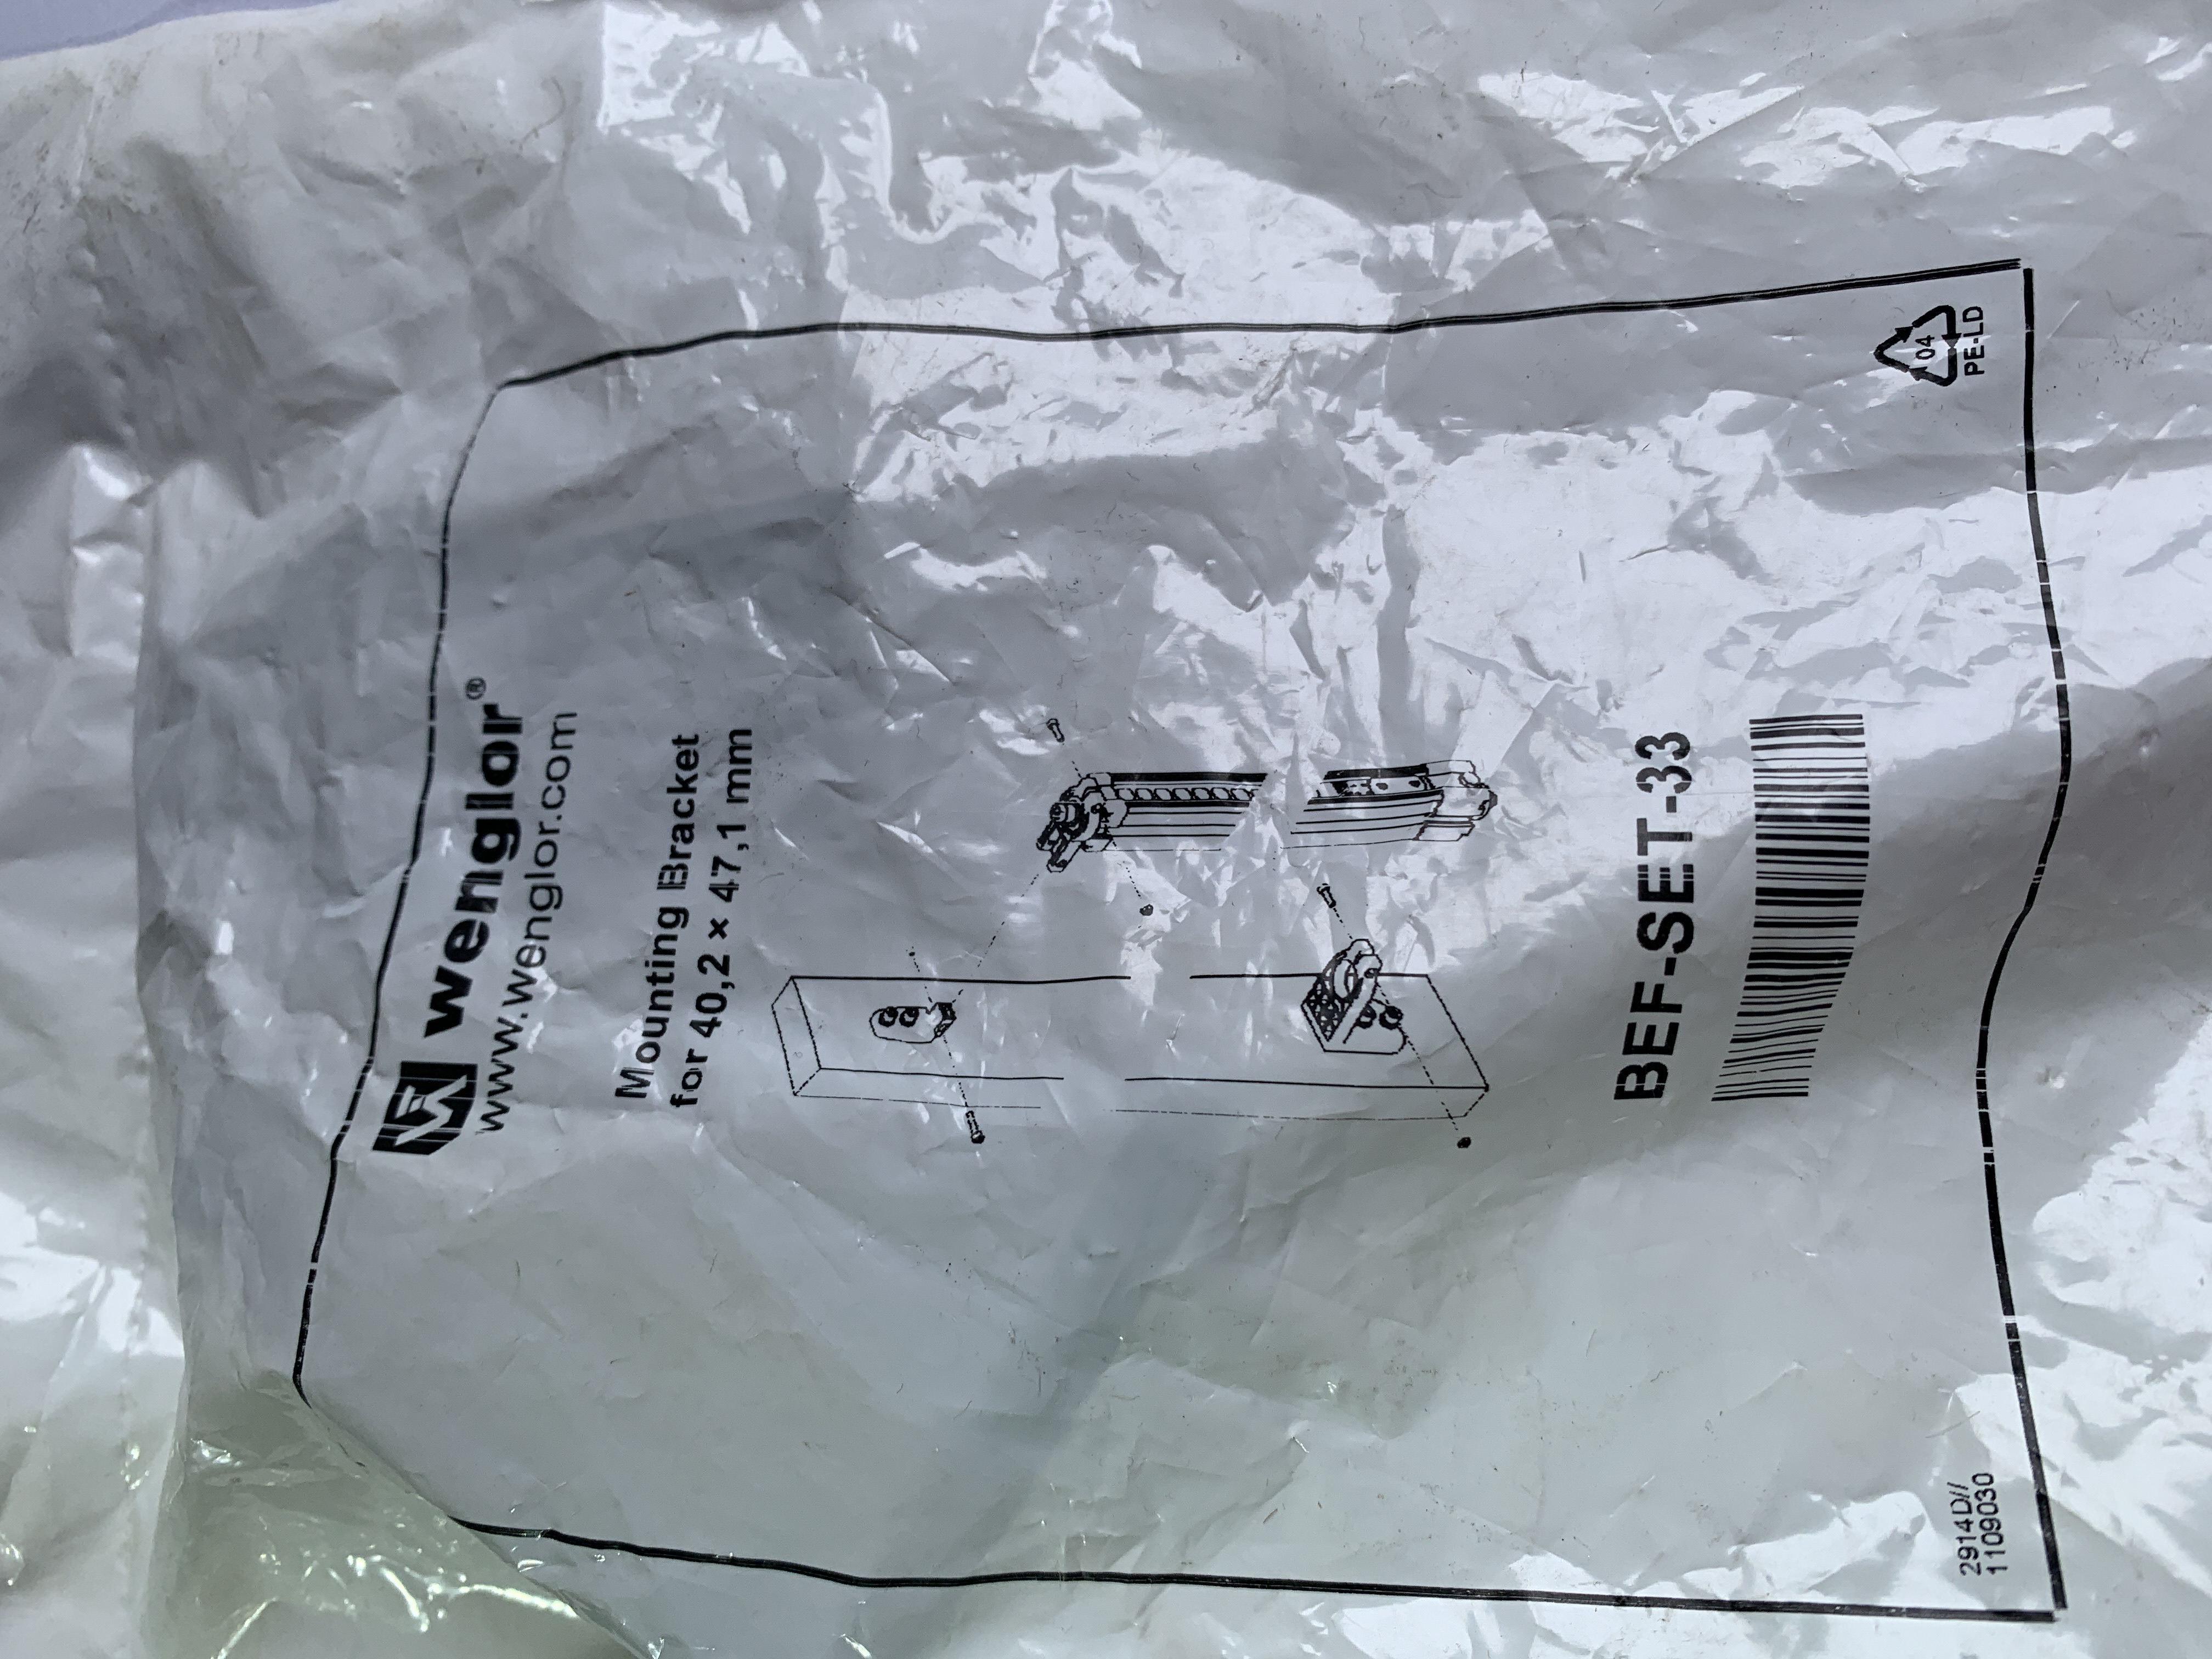 wenglor®
www.wenglor.com
Mounting Bracket
for 40,2 × 47,1 mm
BEF-SET-33
2914D//
1109030
04
PE-LD